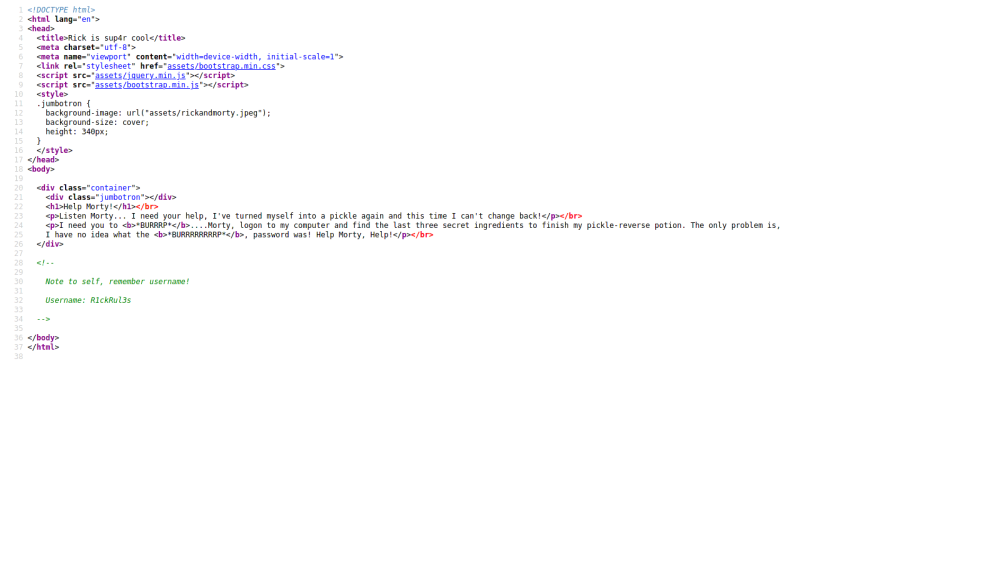 1 <!DOCTYPE html>
2 <html lang="en">
3 <head>
4 <title>Rick is sup4r cool</title>
5 <meta charset="utf-8">
6 <meta name="viewport" content="width=device-width, initial-scale=1">
7 <link rel="stylesheet" href="assets/bootstrap.min.css">
8 <script src="assets/jquery.min.js"></script>
9 <script src="assets/bootstrap.min.js"></script>
10 <style>
11 .jumbotron {
12 background-image: url("assets/rickandmorty.jpeg");
13 background-size: cover;
14 height: 340px;
15 }
16 </style>
17 </head>
18 <body>
19
20 <div class="container">
21 <div class="jumbotron"></div>
22 <h1>Help Morty!</h1></br>
23 <p>Listen Morty... I need your help, I've turned myself into a pickle again and this time I can't change back!</p></br>
24 <p>I need you to <b>*BURRRP*</b>....Morty, logon to my computer and find the last three secret ingredients to finish my pickle-reverse potion. The only problem is,
25 I have no idea what the <b>*BURRRRRRRRP*</b>, password was! Help Morty, Help!</p></br>
26 </div>
27
28 <!--
29
30 Note to self, remember username!
31
32 Username: R1ckRul3s
33
34 -->
35
36 </body>
37 </html>
38